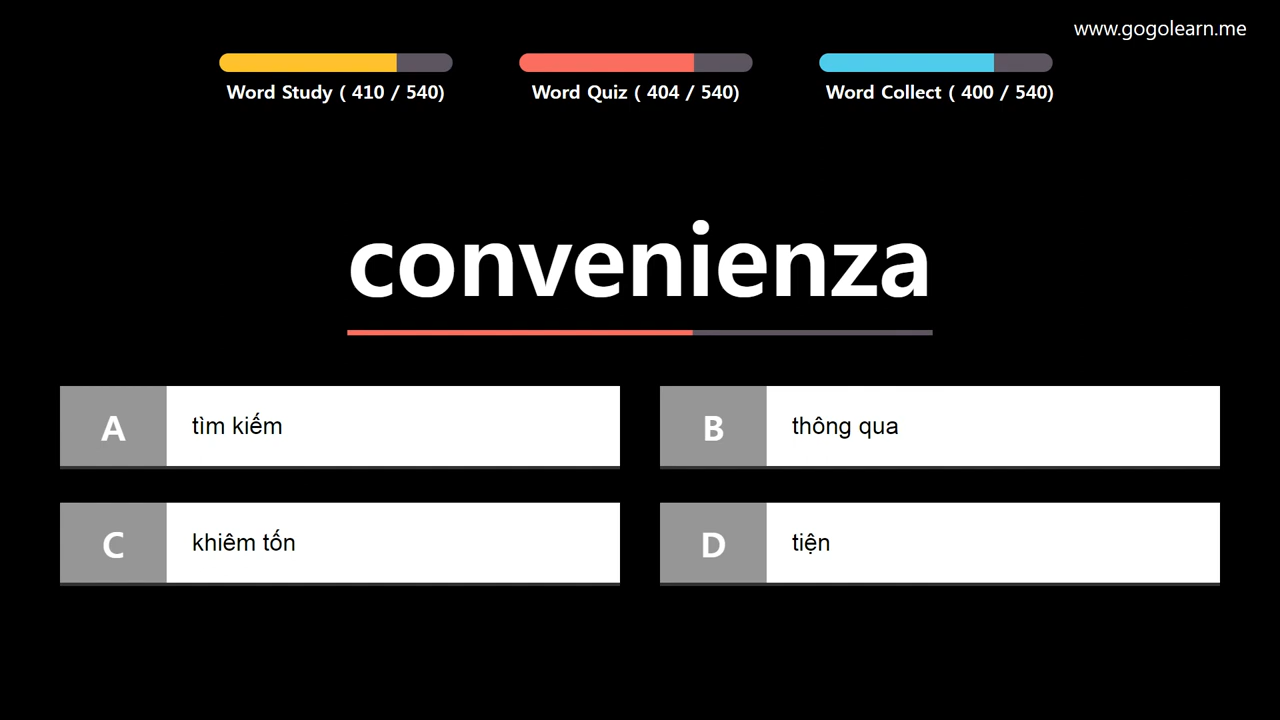 www.gogolearn.me
Word Study ( 410 / 540)
Word Quiz ( 404 / 540)
Word Collect ( 400 / 540)
convenienza
A tìm kiếm
B thông qua
C khiêm tốn
D tiện